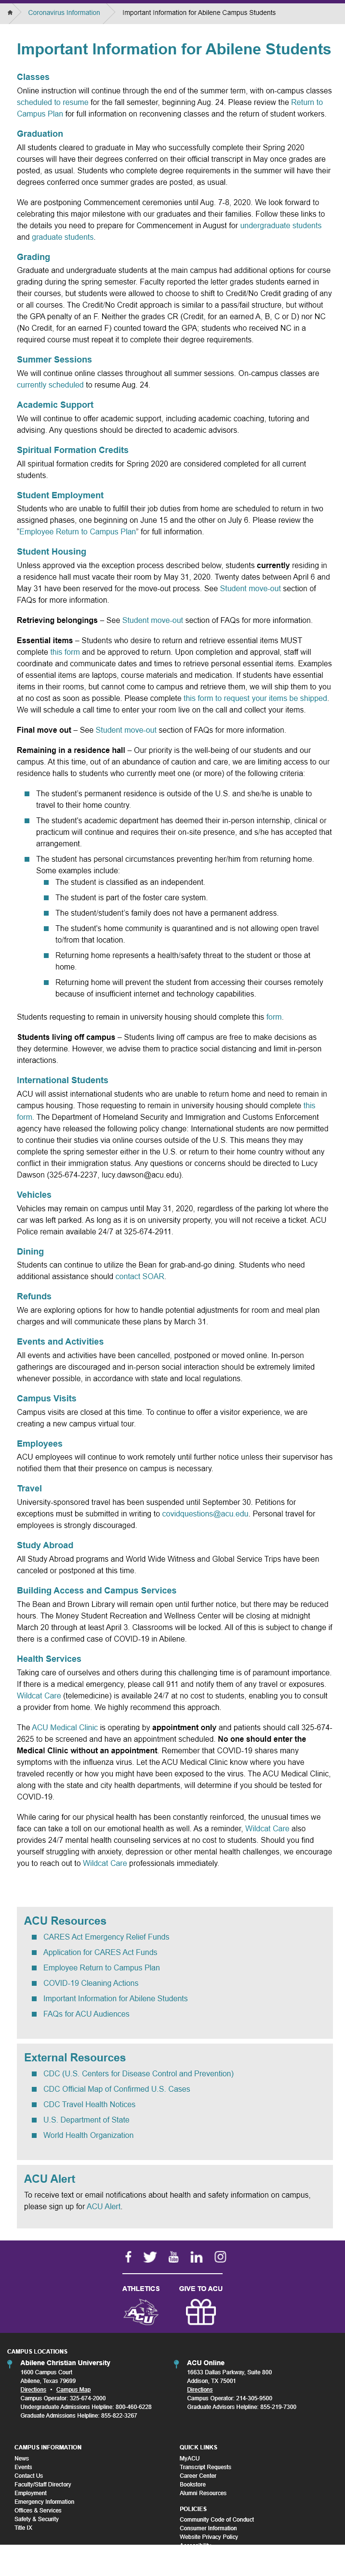 Coronavirus Information
Important Information for Abilene Campus Students
Important Information for Abilene Students
Classes
Online instruction will continue through the end of the summer term, with on-campus classes
scheduled to resume for the fall semester, beginning Aug. 24. Please review the Return to
Campus Plan for full information on reconvening classes and the return of student workers.
Graduation
All students cleared to graduate in May who successfully complete their Spring 2020
courses will have their degrees conferred on their official transcript in May once grades are
posted, as usual. Students who complete degree requirements in the summer will have their
degrees conferred once summer grades are posted, as usual.
We are postponing Commencement ceremonies until Aug. 7-8, 2020. We look forward to
celebrating this major milestone with our graduates and their families. Follow these links to
the details you need to prepare for Commencement in August for undergraduate students
and graduate students.
Grading
Graduate and undergraduate students at the main campus had additional options for course
grading during the spring semester. Faculty reported the letter grades students earned in
their courses, but students were allowed to choose to shift to Credit/No Credit grading of any
or all courses. The Credit/No Credit approach is similar to a pass/fail structure, but without
the GPA penalty of an F. Neither the grades CR (Credit, for an earned A, B, C or D) nor NC
(No Credit, for an earned F) counted toward the GPA; students who received NC in a
required course must repeat it to complete their degree requirements.
Summer Sessions
We will continue online classes throughout all summer sessions. On-campus classes are
currently scheduled to resume Aug. 24.
Academic Support
We will continue to offer academic support, including academic coaching, tutoring and
advising. Any questions should be directed to academic advisors.
Spiritual Formation Credits
All spiritual formation credits for Spring 2020 are considered completed for all current
students.
Student Employment
Students who are unable to fulfill their job duties from home are scheduled to return in two
assigned phases, one beginning on June 15 and the other on July 6. Please review the
"Employee Return to Campus Plan" for full information.
Student Housing
Unless approved via the exception process described below, students currently residing in
a residence hall must vacate their room by May 31, 2020. Twenty dates between April 6 and
May 31 have been reserved for the move-out process. See Student move-out section of
FAQs for more information.
Retrieving belongings – See Student move-out section of FAQs for more information.
Essential items – Students who desire to return and retrieve essential items MUST
complete this form and be approved to return. Upon completion and approval, staff will
coordinate and communicate dates and times to retrieve pre-approved essential items. Examples
of essential items are laptops, course materials and medication. If students have essential
items in their rooms, but cannot return to campus and retrieve them, we will ship them to you
at no cost as soon as possible. Please complete this form to request your items be shipped.
We will schedule a call time to enter your room live on the call and collect your items.
Final move out – See Student move-out section of FAQs for more information.
Remaining in a residence hall – Our priority is the well-being of our students and our
campus. At this time, out of an abundance of caution and care, we are limiting access to our
residence halls to students who currently meet one (or more) of the following criteria:
The student's permanent residence is outside of the U.S. and she/he is unable to
travel to their home country.
The student's academic department has deemed their in-person internship, clinical or
practicum will continue and requires their on-site presence, and s/he has accepted that
arrangement.
The student has personal circumstances preventing her/him from returning home.
Some examples include:
The student is classified as an independent.
The student is part of the foster care system.
The student/student's family does not have a permanent address.
The student's home community is quarantined and is not allowing open travel
to/from that location.
Returning home represents a health/safety threat to the student or those at
home.
Returning home will prevent the student from accessing their courses remotely
because of insufficient internet and technology capabilities.
Students requesting to remain in university housing should complete this form.
Students living off campus – Students living off campus are free to make decisions as
they determine. However, we advise them to practice social distancing and limit in-person
interactions.
International Students
ACU will assist international students who are unable to return home and need to remain in
campus housing. Those requesting to remain in university housing should complete this
form. The Department of Homeland Security and Immigration and Customs Enforcement
agency have released the following policy change: International students are now permitted
to continue their studies via online courses outside of the U.S. This means they may
complete the spring semester either in the U.S. or return to their home country without any
conflict in their immigration status. Any questions or concerns should be directed to Lucy
Dawson (325-674-2237, lucy.dawson@acu.edu).
Vehicles
Vehicles may remain on campus until May 31, 2020, regardless of the parking lot where the
car was left parked. As long as it is on university property, you will not receive a ticket. ACU
Police remain available 24/7 at 325-674-2911.
Dining
Students can continue to utilize the Bean for grab-and-go dining. Students who need
additional assistance should contact SOAR.
Refunds
We are exploring options for how to handle potential adjustments for room and meal plan
charges and will communicate these plans by March 31.
Events and Activities
All events and activities have been cancelled, postponed or moved online. In-person
gatherings are discouraged and in-person social interaction should be extremely limited
whenever possible, in accordance with state and local regulations.
Campus Visits
Campus visits are closed at this time. To continue to offer a visitor experience, we are
creating a new campus virtual tour.
Employees
ACU employees will continue to work remotely until further notice unless their supervisor has
notified them that their presence on campus is necessary.
Travel
University-sponsored travel has been suspended until September 30. Petitions for
exceptions must be submitted in writing to covidquestions@acu.edu. Personal travel for
employees is strongly discouraged.
Study Abroad
All Study Abroad programs and World Wide Witness and Global Service Trips have been
canceled or postponed at this time.
Building Access and Campus Services
The Bean and Brown Library will remain open until further notice, but there may be reduced
hours. The Money Student Recreation and Wellness Center will be closing at midnight
March 20 through at least April 3. Classrooms will be locked. All of this is subject to change if
there is a confirmed case of COVID-19 in Abilene.
Health Services
Taking care of ourselves and others during this challenging time is of paramount importance.
If there is a medical emergency, please call 911 and notify them of any travel or exposures.
Wildcat Care (telemedicine) is available 24/7 at no cost to students, enabling you to consult
a provider from home. We highly recommend this approach.
The ACU Medical Clinic is operating by appointment only and patients should call 325-674-
2625 to be screened and have an appointment scheduled. No one should enter the
Medical Clinic without an appointment. Remember that COVID-19 shares many
symptoms with the influenza virus. Let the ACU Medical Clinic know where you have
traveled recently or how you might have been exposed to the virus. The ACU Medical Clinic,
along with the state and city health departments, will determine if you should be tested for
COVID-19.
While caring for our physical health has been constantly reinforced, the unusual times we
face can take a toll on our emotional health as well. As a reminder, Wildcat Care also
provides 24/7 mental health counseling services at no cost to students. Should you find
yourself struggling with anxiety, depression or other mental health challenges, we encourage
you to reach out to Wildcat Care professionals immediately.
ACU Resources
CARES Act Emergency Relief Funds
Application for CARES Act Funds
Employee Return to Campus Plan
COVID-19 Cleaning Actions
Important Information for Abilene Students
FAQs for ACU Audiences
External Resources
CDC (U.S. Centers for Disease Control and Prevention)
CDC Official Map of Confirmed U.S. Cases
CDC Travel Health Notices
U.S. Department of State
World Health Organization
ACU Alert
To receive text or email notifications about health and safety information on campus,
please sign up for ACU Alert.
ATHLETICS GIVE TO ACU
ACU
CAMPUS LOCATIONS
Abilene Christian University
1600 Campus Court
Abilene, Texas 79699
Directions • Campus Map
Campus Operator: 325-674-2000
Undergraduate Admissions Helpline: 800-460-6228
Graduate Admissions Helpline: 855-822-3267
ACU Online
16633 Dallas Parkway, Suite 800
Addison, TX 75001
Directions
Campus Operator: 214-305-9500
Graduate Advisors Helpline: 855-219-7300
CAMPUS INFORMATION
News
Events
Contact Us
Faculty/Staff Directory
Employment
Emergency Information
Offices & Services
Safety & Security
Title IX
QUICK LINKS
MyACU
Transcript Requests
Career Center
Bookstore
Alumni Resources
POLICIES
Community Code of Conduct
Consumer Information
Website Privacy Policy